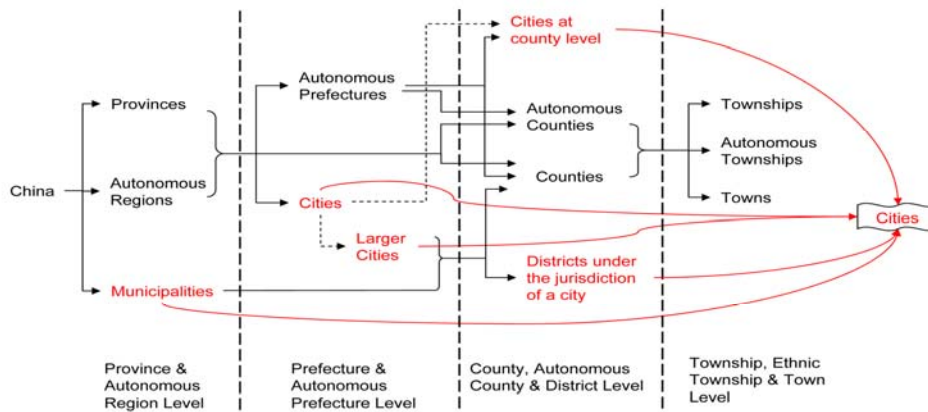 China
Provinces
Autonomous
Regions
Municipalities
Province &
Autonomous
Region Level
Autonomous
Prefectures
Cities
Larger
Cities
Prefecture &
Autonomous
Prefecture Level
Cities at
county level
Autonomous
Counties
Counties
Districts under
the jurisdiction
of a city
County, Autonomous
County & District Level
Townships
Autonomous
Townships
Towns
Township, Ethnic
Township & Town
Level
Cities